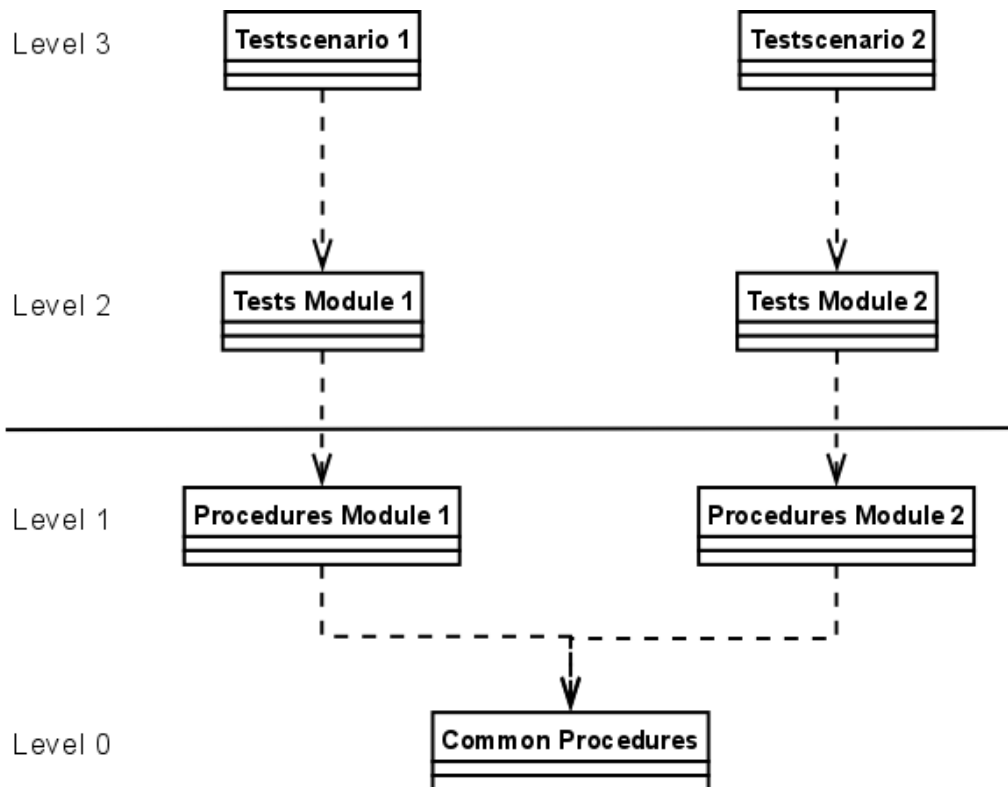 Level 3
Testscenario 1
Testscenario 2
Level 2
Tests Module 1
Tests Module 2
Level 1
Procedures Module 1
Procedures Module 2
Level 0
Common Procedures